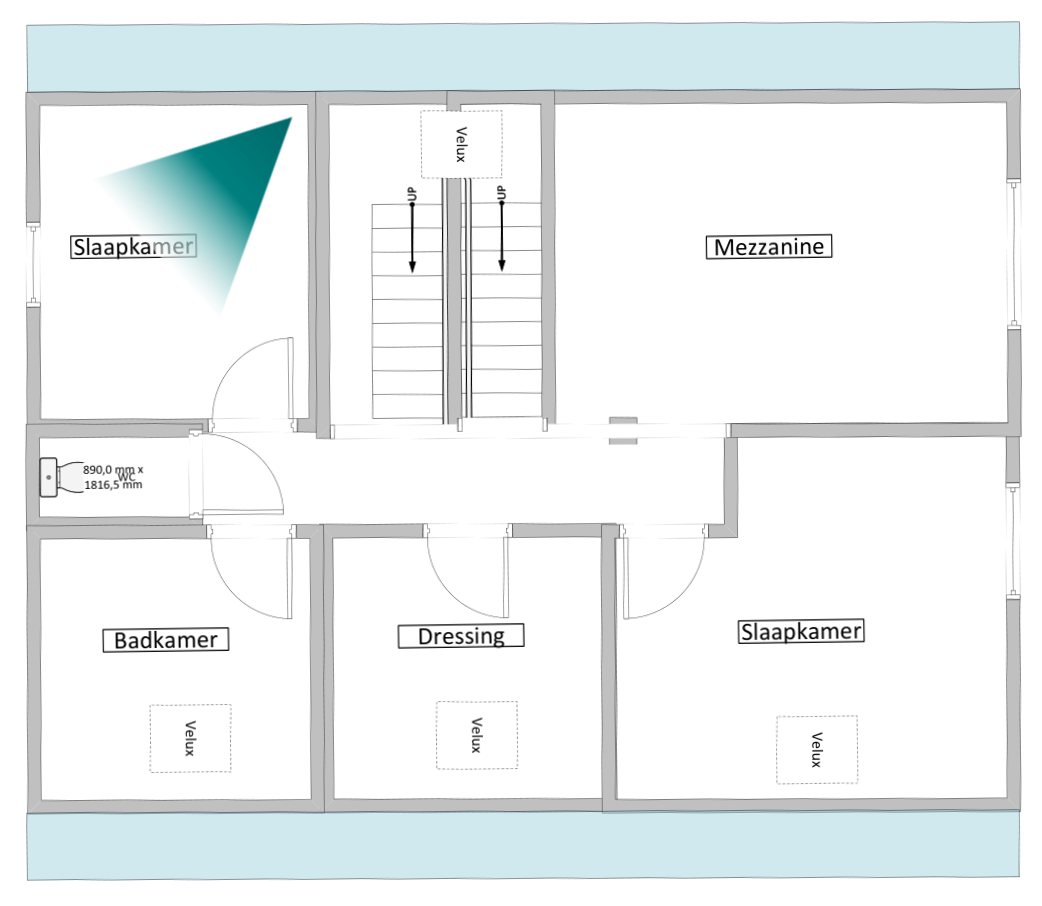 Velux
UP
UP
Slaapkamer
Mezzanine
890,0 mm x
WC
1816,5 mm
Badkamer
Dressing
Slaapkamer
Velux
Velux
Velux